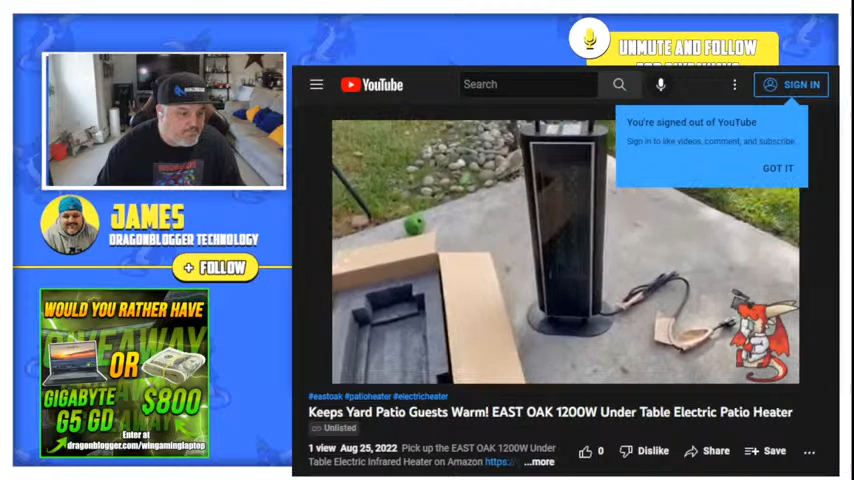 UNMUTE AND FOLLOW
YouTube
Search
SIGN IN
You're signed out of YouTube
Sign in to like videos, comment, and subscribe.
GOT IT
JAMES
DRAGONBLOGGER TECHNOLOGY
+ FOLLOW
WOULD YOU RATHER HAVE
GIVEAWAY
OR
GIGABYTE
G5 GD
$800
Enter at
dragonblogger.com/wingaminglaptop
#eastoak #patioheater #electricheater
Keeps Yard Patio Guests Warm! EAST OAK 1200W Under Table Electric Patio Heater
Unlisted
1 view Aug 25, 2022 Pick up the EAST OAK 1200W Under
Table Electric Infrared Heater on Amazon https:/ ...more
0
Dislike
Share
Save